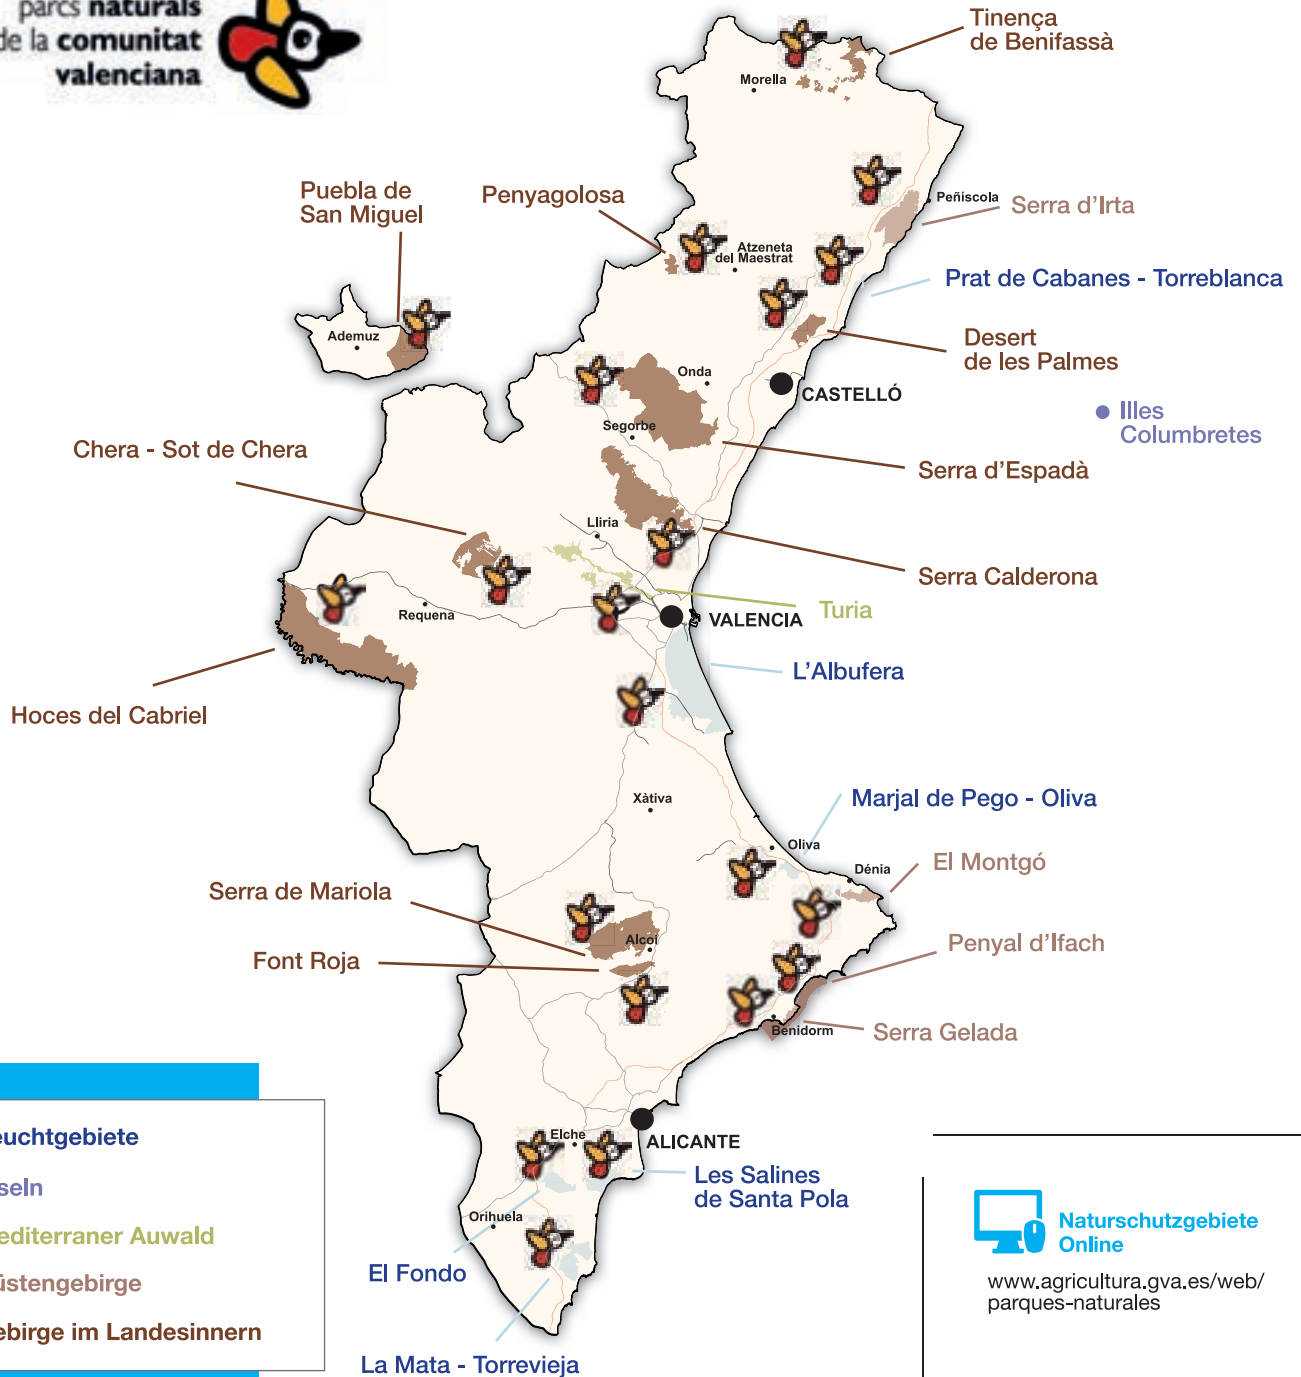 parcs naturals
de la comunitat
valenciana
Tinença
de Benifassà
Morella
Puebla de
San Miguel
Penyagolosa
Peñíscola
Serra d'Irta
Atzeneta
del Maestrat
Prat de Cabanes - Torreblanca
Ademuz
Desert
de les Palmes
Onda
CASTELLÓ
Illes
Columbretes
Segorbe
Chera - Sot de Chera
Serra d'Espadà
Lliria
Serra Calderona
Requena
Turia
VALENCIA
L'Albufera
Hoces del Cabriel
Xàtiva
Marjal de Pego - Oliva
Oliva
Dénia
El Montgó
Serra de Mariola
Alcoi
Penyal d'Ifach
Font Roja
Benidorm
Serra Gelada
Elche
ALICANTE
Les Salines
de Santa Pola
Orihuela
El Fondo
La Mata - Torrevieja
euchtgebiete
seln
editerraner Auwald
üstengebirge
ebirge im Landesinnern
Naturschutzgebiete
Online
www.agricultura.gva.es/web/
parques-naturales